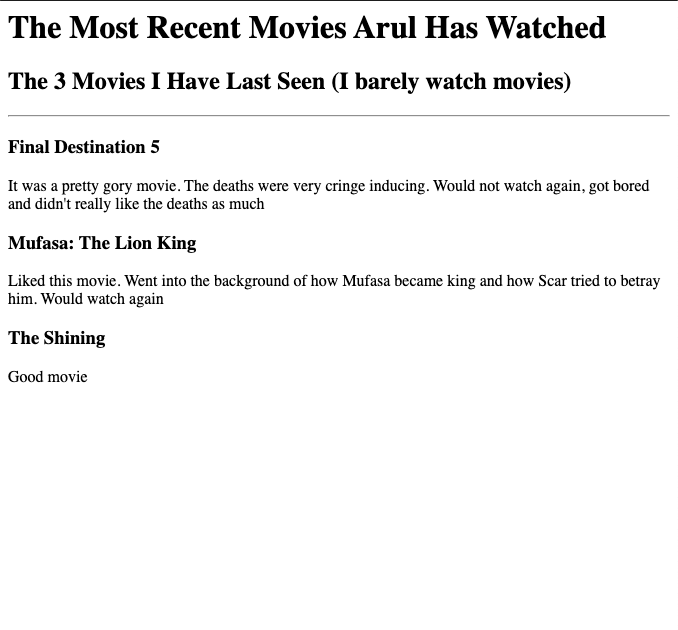 The Most Recent Movies Arul Has Watched
The 3 Movies I Have Last Seen (I barely watch movies)
Final Destination 5
It was a pretty gory movie. The deaths were very cringe inducing. Would not watch again, got bored
and didn't really like the deaths as much
Mufasa: The Lion King
Liked this movie. Went into the background of how Mufasa became king and how Scar tried to betray
him. Would watch again
The Shining
Good movie